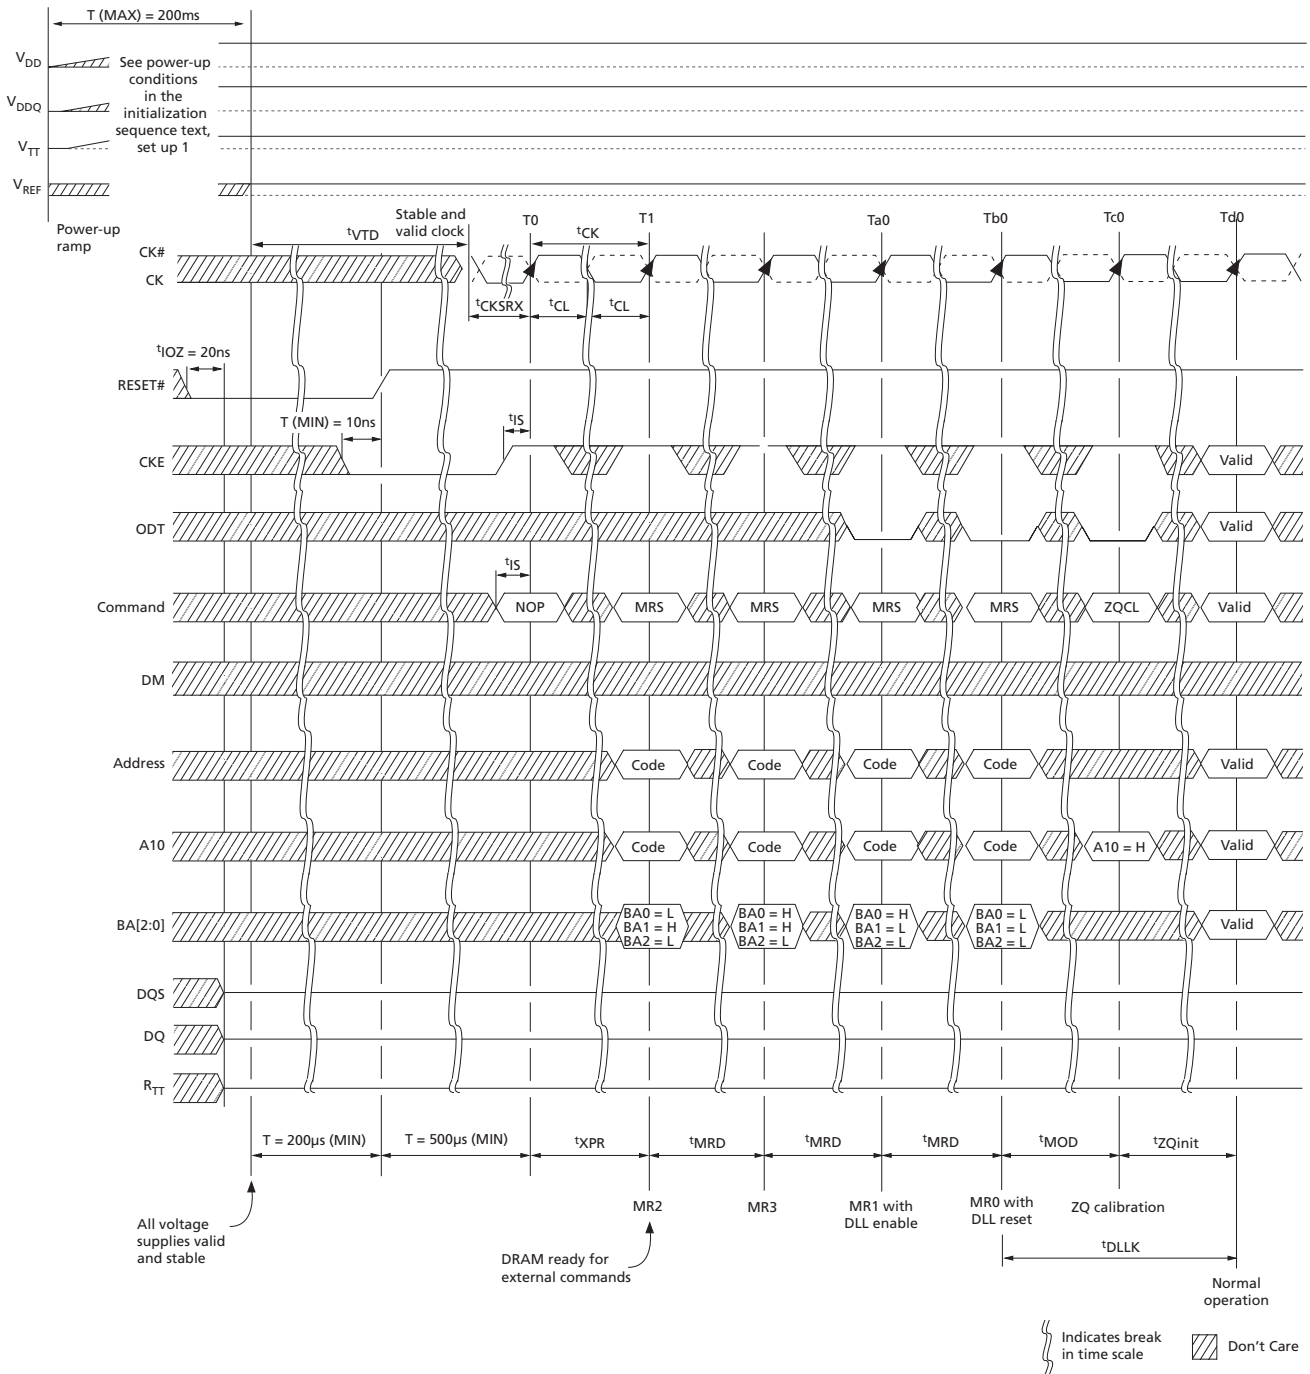 T (MAX) = 200ms
VDD
See power-up
conditions
in the
initialization
sequence text,
set up 1
VDDQ
VTT
VREF
Power-up
ramp
Stable and
valid clock
tVTD
T0
T1
Ta0
Tb0
Tc0
Td0
tCK
CK#
CK
tCKSRX
tCL
tCL
tIOZ = 20ns
RESET#
T (MIN) = 10ns
tIS
CKE
Valid
ODT
Valid
tIS
Command
NOP
MRS
MRS
MRS
MRS
ZQCL
Valid
DM
Address
Code
Code
Code
Code
Valid
A10
Code
Code
Code
Code
A10 = H
Valid
BA[2:0]
BA0 = L
BA1 = H
BA2 = L
BA0 = H
BA1 = H
BA2 = L
BA0 = H
BA1 = L
BA2 = L
BA0 = L
BA1 = L
BA2 = L
Valid
DQS
DQ
RTT
T = 200µs (MIN)
T = 500µs (MIN)
tXPR
tMRD
tMRD
tMRD
tMOD
tZQinit
MR2
MR3
MR1 with
DLL enable
MR0 with
DLL reset
ZQ calibration
All voltage
supplies valid
and stable
DRAM ready for
external commands
tDLLK
Normal
operation
Indicates break
in time scale
Don't Care